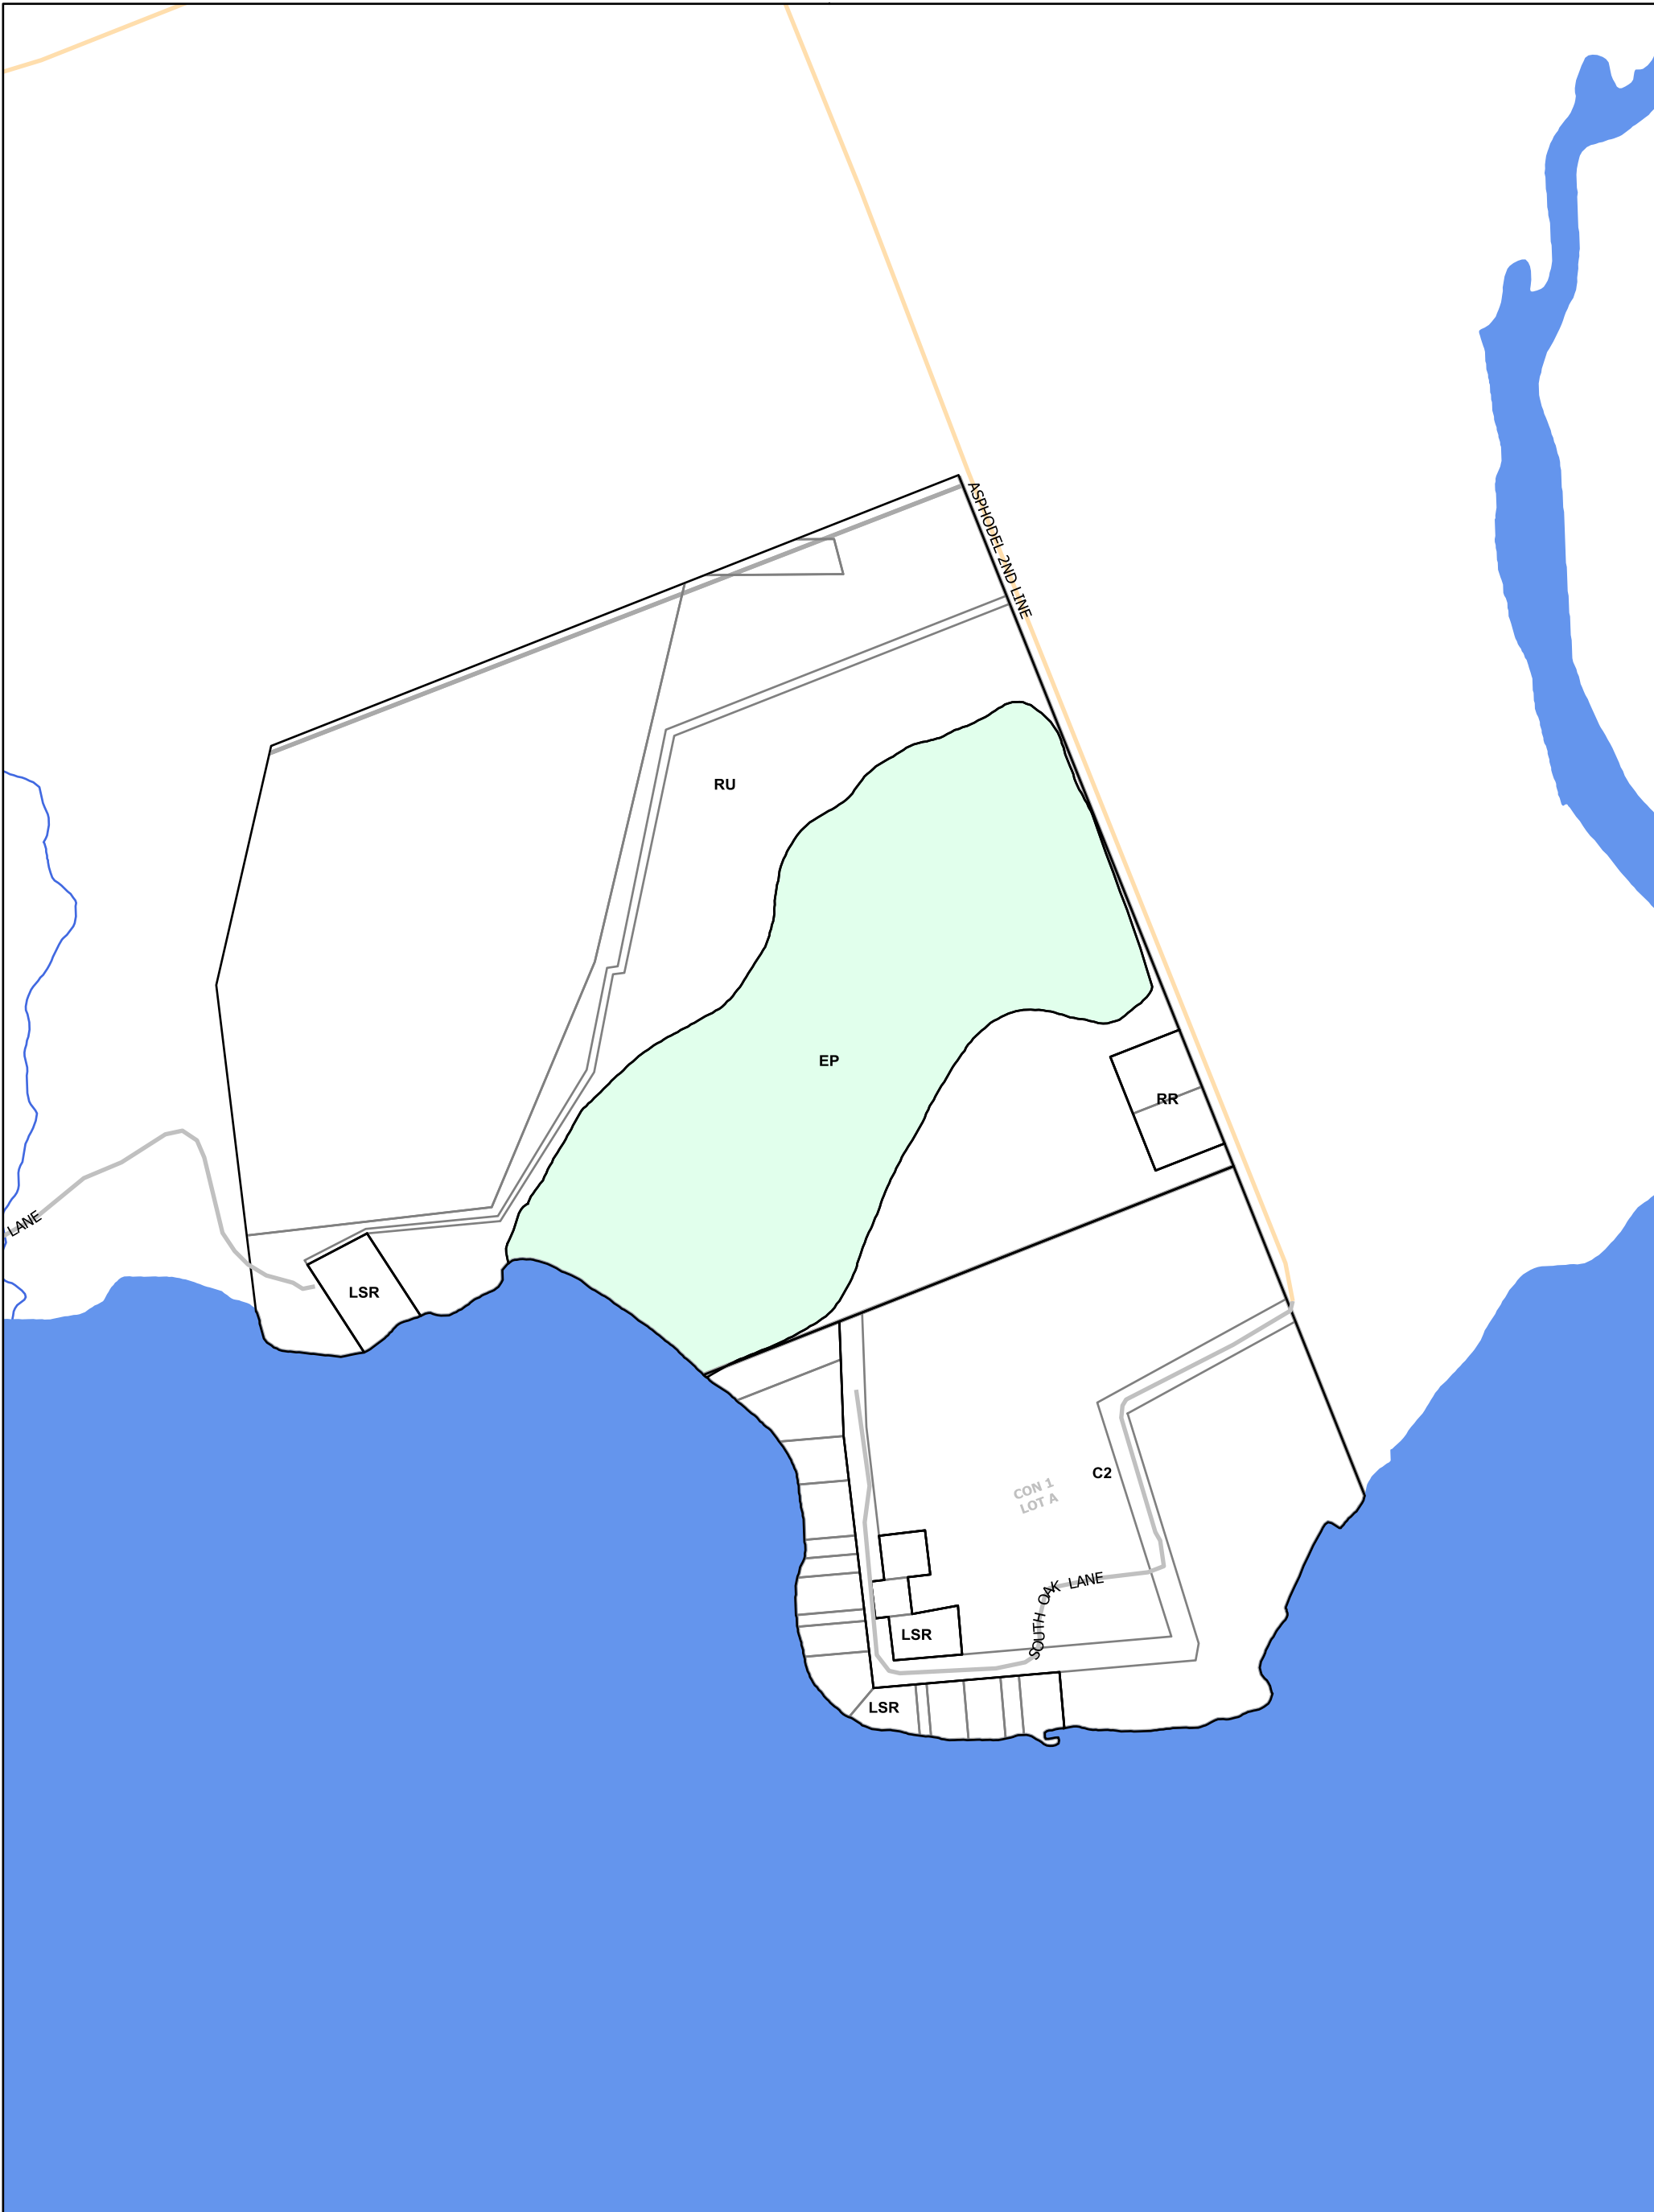 ASPHODEL 2ND LINE
RU
EP
RR
LANE
LSR
C2
CON 1
LOT A
SOUTH OAK LANE
LSR
LSR